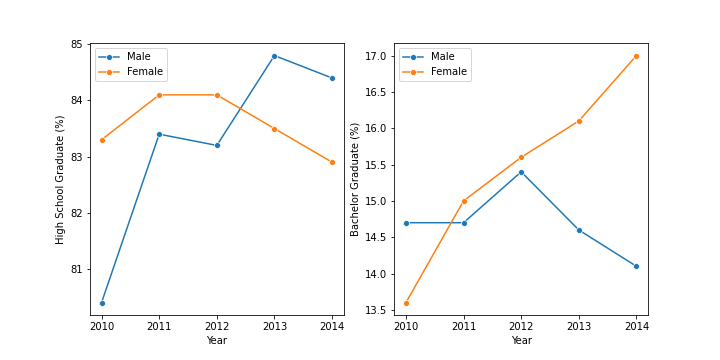 Male
Female
85
84
83
82
81
High School Graduate (%)
2010 2011 2012 2013 2014
Year
Male
Female
17.0
16.5
16.0
15.5
15.0
14.5
14.0
13.5
Bachelor Graduate (%)
2010 2011 2012 2013 2014
Year